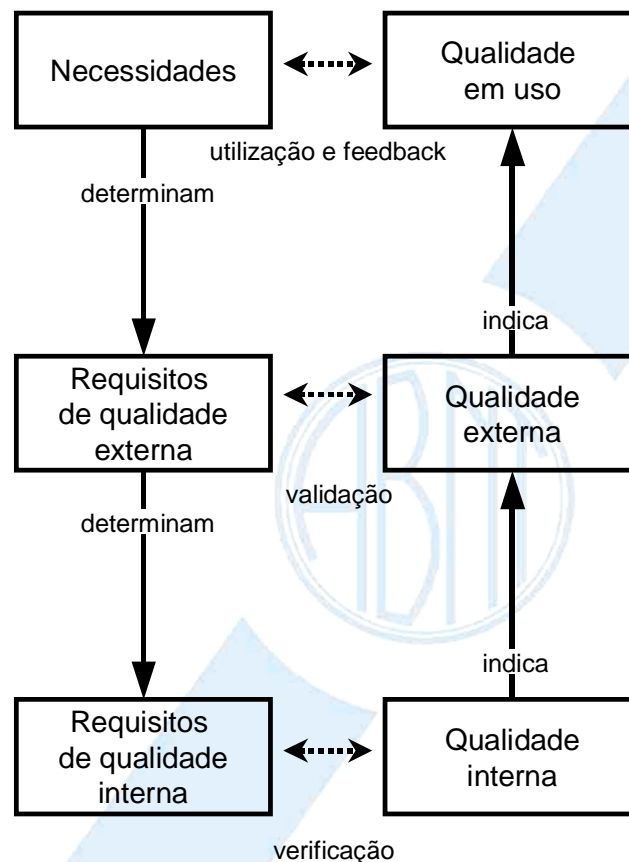 Necessidades
Qualidade
em uso
utilização e feedback
determinam
indica
Requisitos
de qualidade
externa
Qualidade
externa
validação
determinam
indica
Requisitos
de qualidade
interna
Qualidade
interna
verificação
ABNT